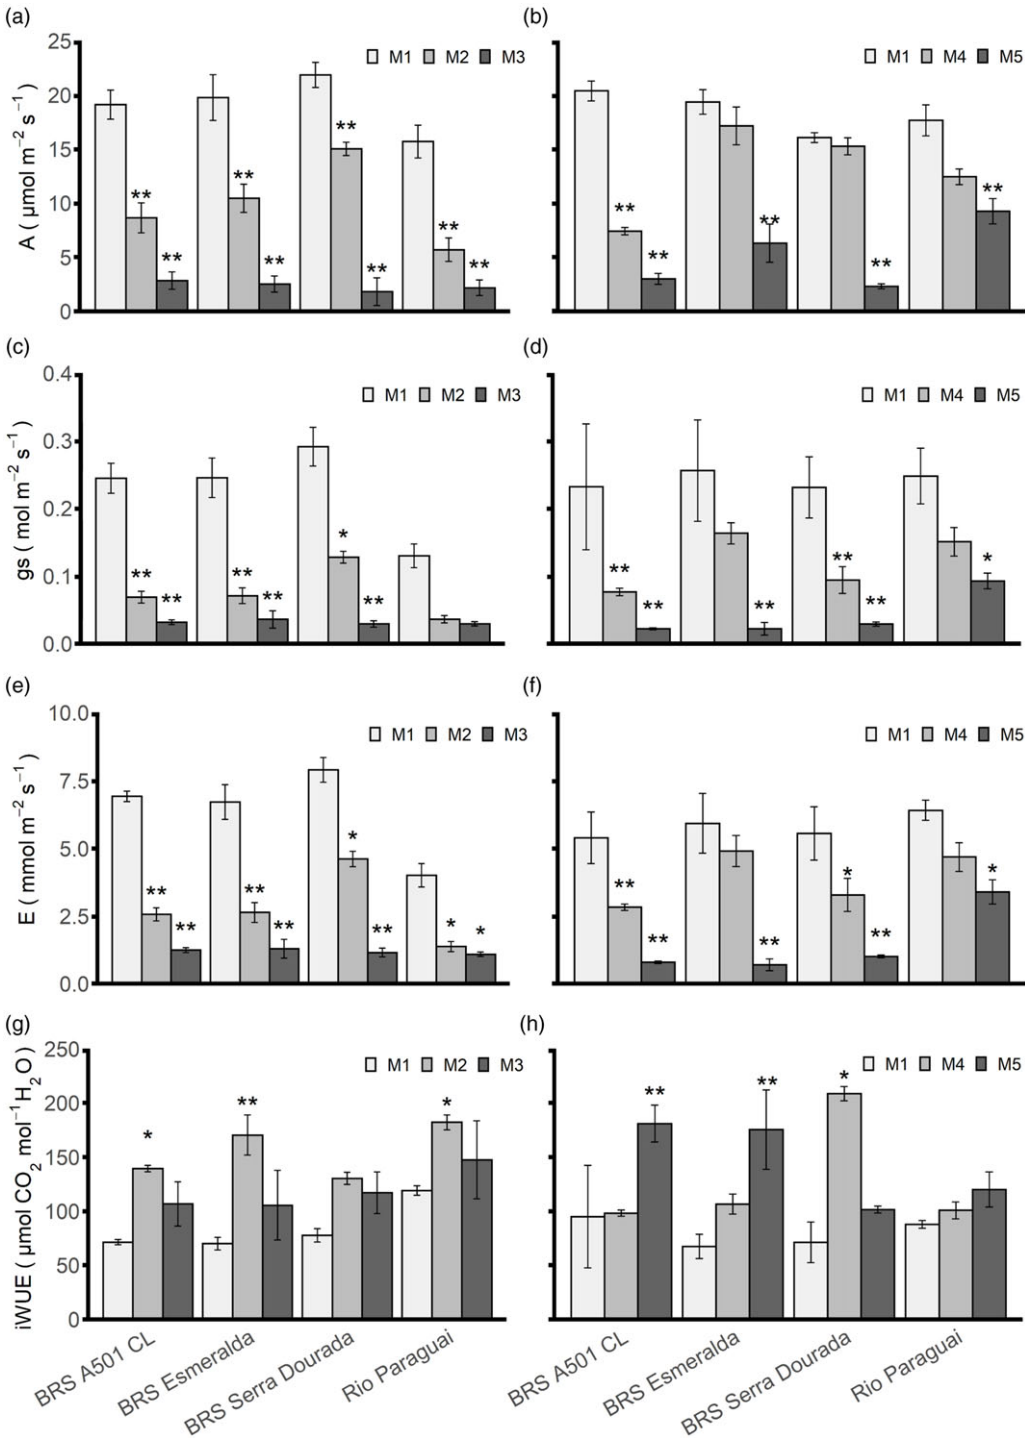 (a)
(b)
25
20
15
10
5
0
A ( μmol m⁻² s⁻¹ )
M1 M2 M3
** ** ** ** ** ** ** **
M1 M4 M5
** ** ** ** **
(c)
(d)
0.4
0.3
0.2
0.1
0.0
gs ( mol m⁻² s⁻¹ )
M1 M2 M3
** ** ** ** * **
M1 M4 M5
** ** ** ** ** *
(e)
(f)
10.0
7.5
5.0
2.5
0.0
E ( mmol m⁻² s⁻¹ )
M1 M2 M3
** ** ** ** * ** * *
M1 M4 M5
** ** ** * ** *
(g)
(h)
250
200
150
100
50
0
iWUE ( μmol CO₂ mol⁻¹H₂O )
M1 M2 M3
* ** *
M1 M4 M5
** ** *
BRS A501 CL
BRS Esmeralda
BRS Serra Dourada
Rio Paraguai
BRS A501 CL
BRS Esmeralda
BRS Serra Dourada
Rio Paraguai